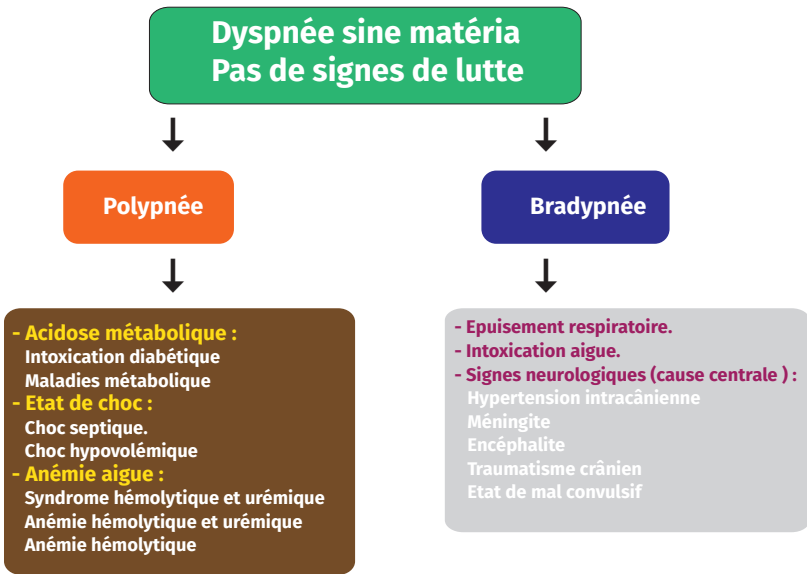 Dyspnée sine matéria
Pas de signes de lutte
Polypnée
Bradypnée
- Acidose métabolique :
Intoxication diabétique
Maladies métabolique
- Etat de choc :
Choc septique.
Choc hypovolémique
- Anémie aigue :
Syndrome hémolytique et urémique
Anémie hémolytique et urémique
Anémie hémolytique
- Epuisement respiratoire.
- Intoxication aigue.
- Signes neurologiques (cause centrale ) :
Hypertension intracânienne
Méningite
Encéphalite
Traumatisme crânien
Etat de mal convulsif